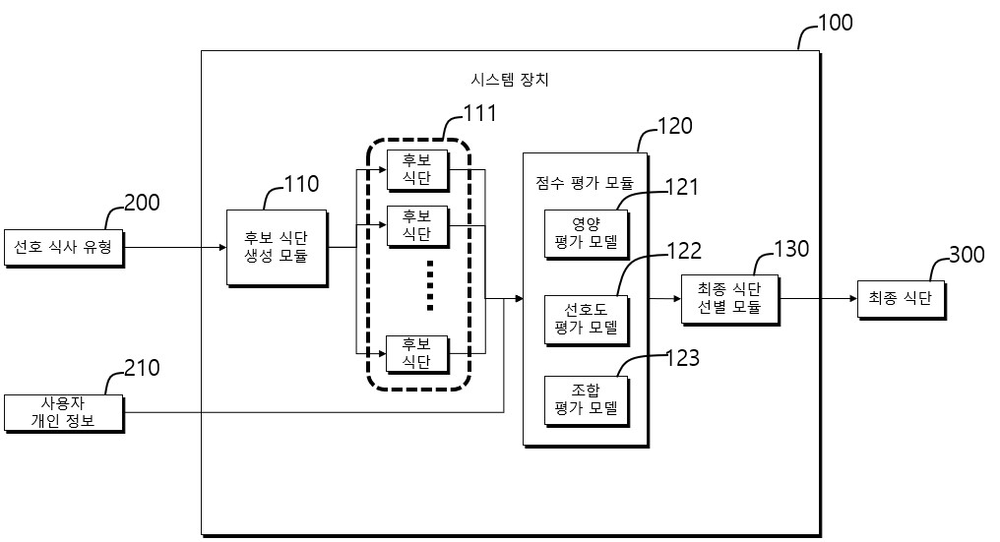 100
시스템 장치
111
120
후보
식단
점수 평가 모듈
110
121
200
후보
식단
영양
평가 모델
선호 식사 유형
후보 식단
생성 모듈
122
130
300
선호도
평가 모델
최종 식단
선별 모듈
최종 식단
후보
식단
123
210
사용자
개인 정보
조합
평가 모델